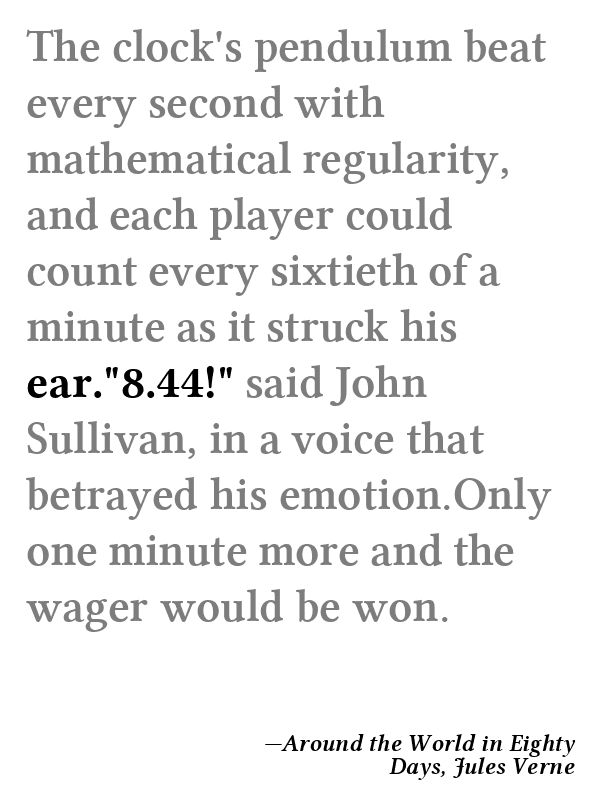 The clock's pendulum beat
every second with
mathematical regularity,
and each player could
count every sixtieth of a
minute as it struck his
ear."8.44!" said John
Sullivan, in a voice that
betrayed his emotion.Only
one minute more and the
wager would be won.
—Around the World in Eighty
Days, Jules Verne